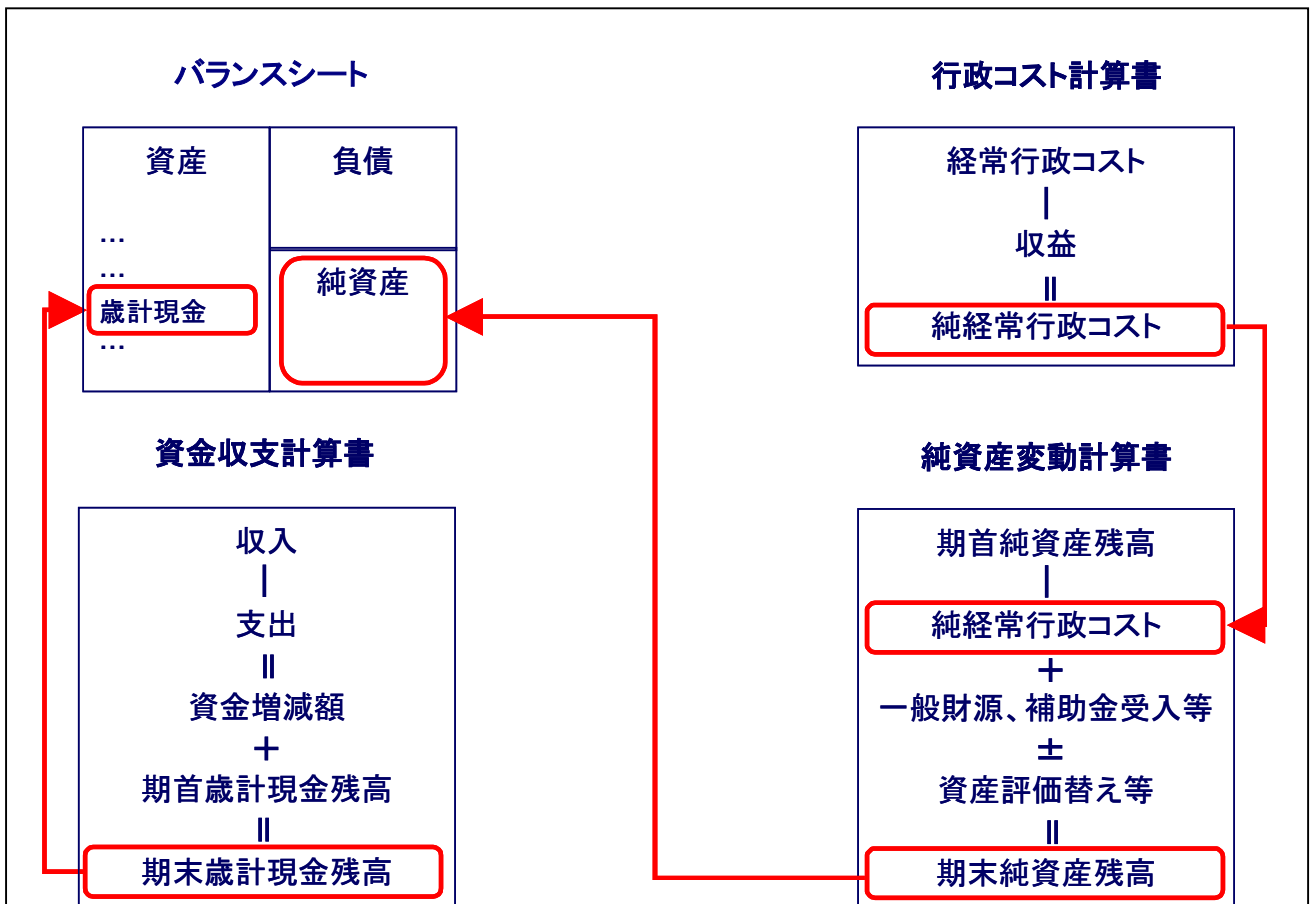 バランスシート
資産
負債
…
…
歳計現金
…
純資産
行政コスト計算書
経常行政コスト
|
収益
||
純経常行政コスト
資金収支計算書
収入
|
支出
||
資金増減額
＋
期首歳計現金残高
||
期末歳計現金残高
純資産変動計算書
期首純資産残高
|
純経常行政コスト
＋
一般財源、補助金受入等
±
資産評価替え等
||
期末純資産残高